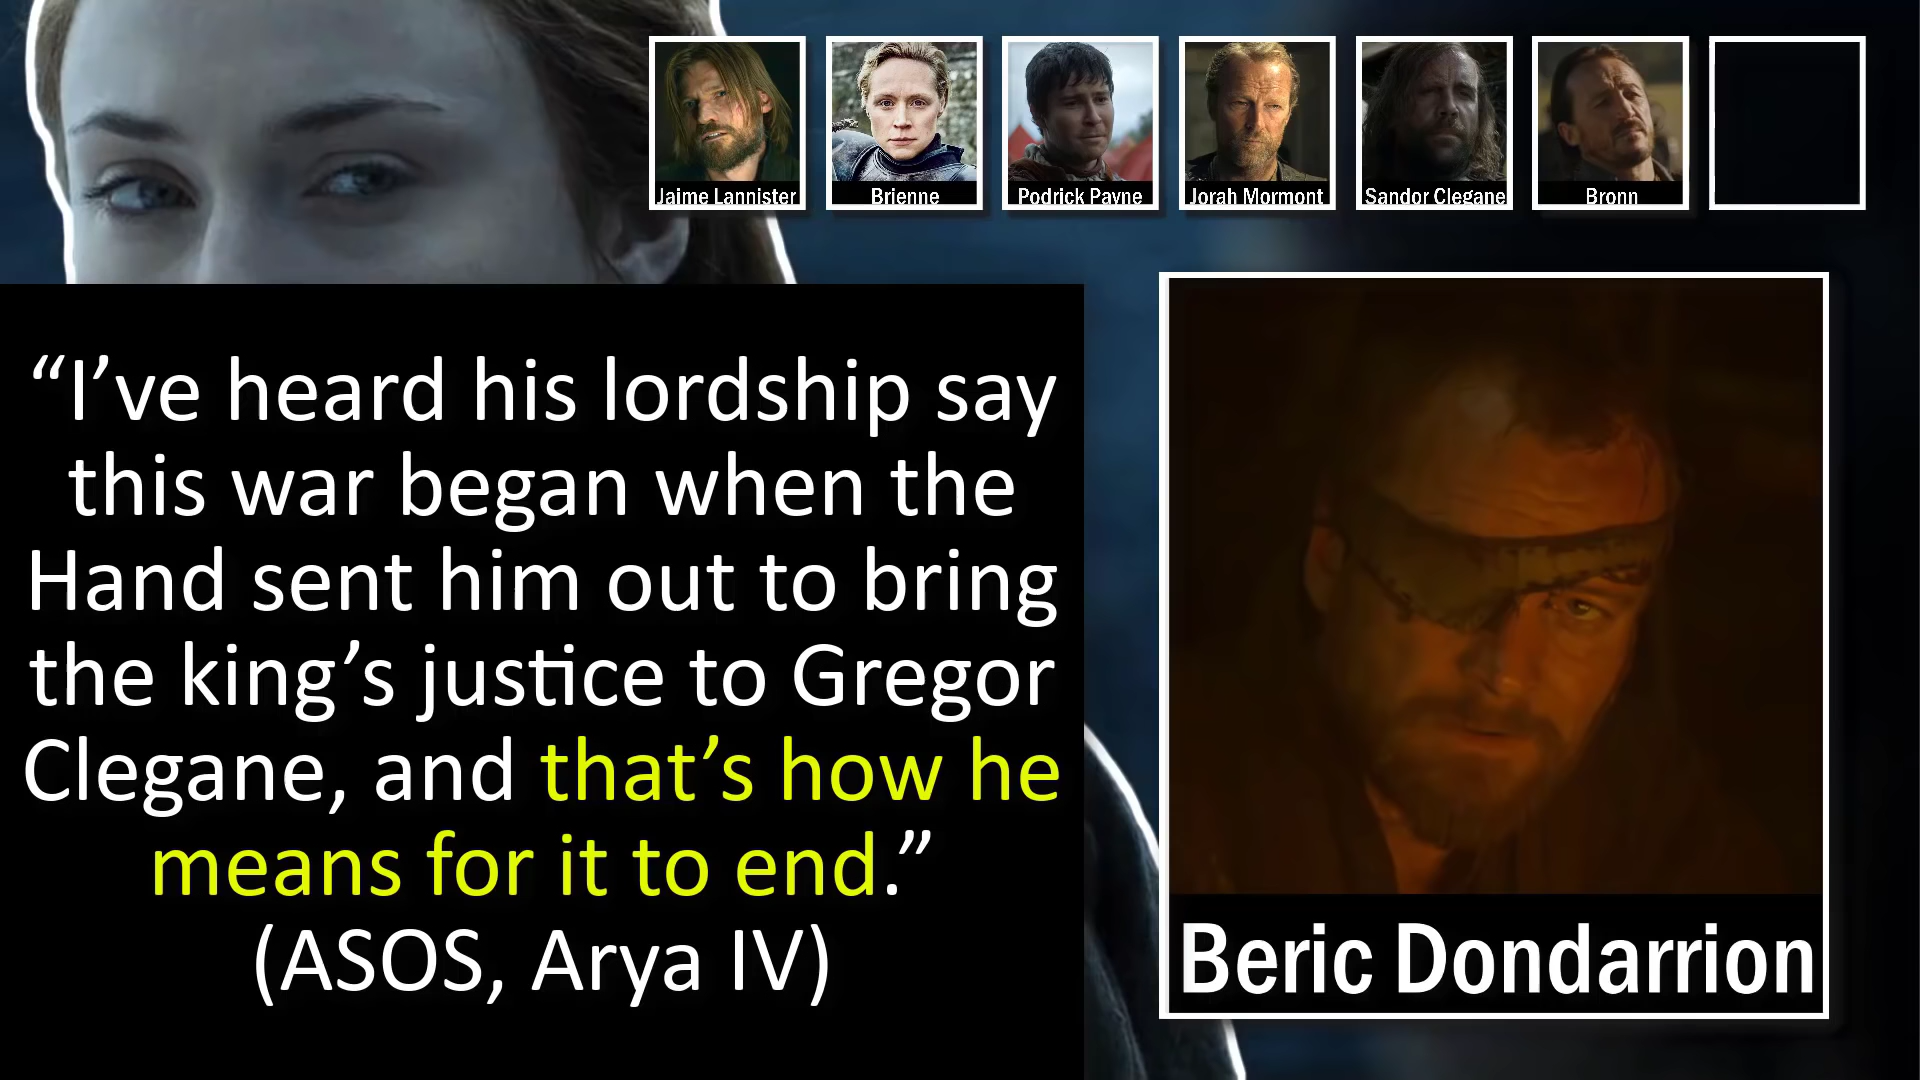 Jaime Lannister
Brienne
Podrick Payne
Jorah Mormont
Sandor Clegane
Bronn
“I’ve heard his lordship say
this war began when the
Hand sent him out to bring
the king’s justice to Gregor
Clegane, and that’s how he
means for it to end.”
(ASOS, Arya IV)
Beric Dondarrion